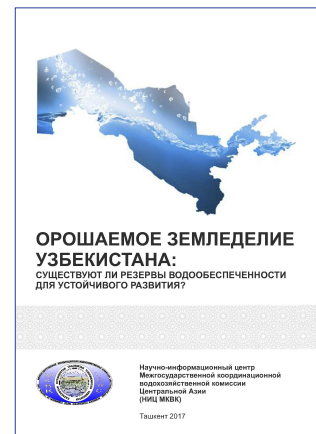 ОРОШАЕМОЕ ЗЕМЛЕДЕЛИЕ
УЗБЕКИСТАНА:
СУЩЕСТВУЮТ ЛИ РЕЗЕРВЫ ВОДООБЕСПЕЧЕННОСТИ
ДЛЯ УСТОЙЧИВОГО РАЗВИТИЯ?
Научно-информационный центр
Межгосударственной координационной
водохозяйственной комиссии
Центральной Азии
(НИЦ МКВК)
Ташкент 2017